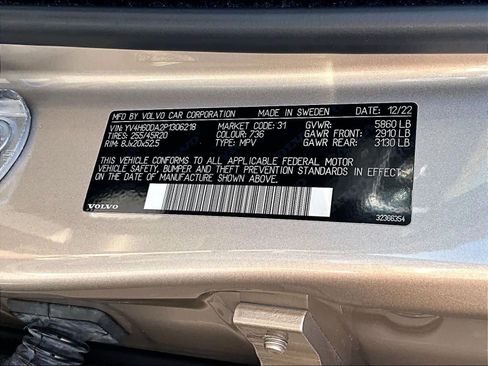 MFD BY VOLVO CAR CORPORATION MADE IN SWEDEN DATE: 12/22
VIN: YV4H60DA2P1306218 MARKET CODE: 31 GVWR: 5860 LB
TIRES: 255/45R20 COLOUR: 736 GAWR FRONT: 2910 LB
RIM: 8Jx20x52.5 TYPE: MPV GAWR REAR: 3130 LB
THIS VEHICLE CONFORMS TO ALL APPLICABLE FEDERAL MOTOR
VEHICLE SAFETY, BUMPER AND THEFT PREVENTION STANDARDS IN EFFECT
ON THE DATE OF MANUFACTURE SHOWN ABOVE.
VOLVO 32366354